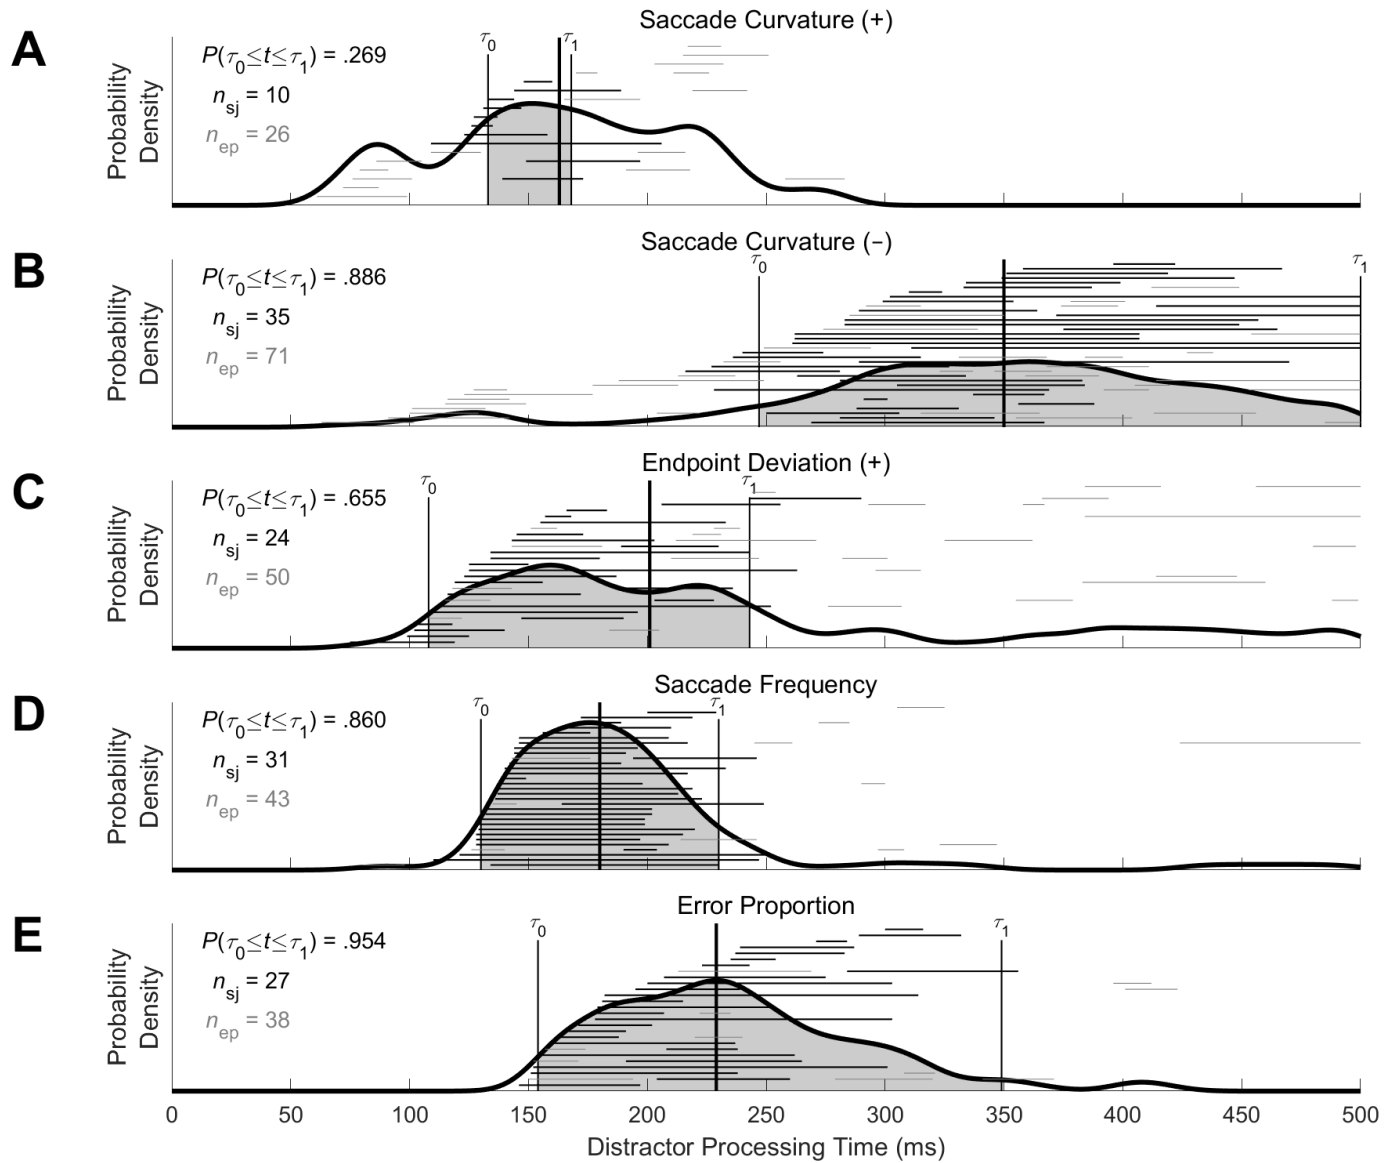 A
Saccade Curvature (+)
Probability
Density
P(τ0≤t≤τ1) = .269
nsj = 10
nep = 26
τ0
τ1
B
Saccade Curvature (−)
Probability
Density
P(τ0≤t≤τ1) = .886
nsj = 35
nep = 71
τ0
τ1
C
Endpoint Deviation (+)
Probability
Density
P(τ0≤t≤τ1) = .655
nsj = 24
nep = 50
τ0
τ1
D
Saccade Frequency
Probability
Density
P(τ0≤t≤τ1) = .860
nsj = 31
nep = 43
τ0
τ1
E
Error Proportion
Probability
Density
P(τ0≤t≤τ1) = .954
nsj = 27
nep = 38
τ0
τ1
0 50 100 150 200 250 300 350 400 450 500
Distractor Processing Time (ms)